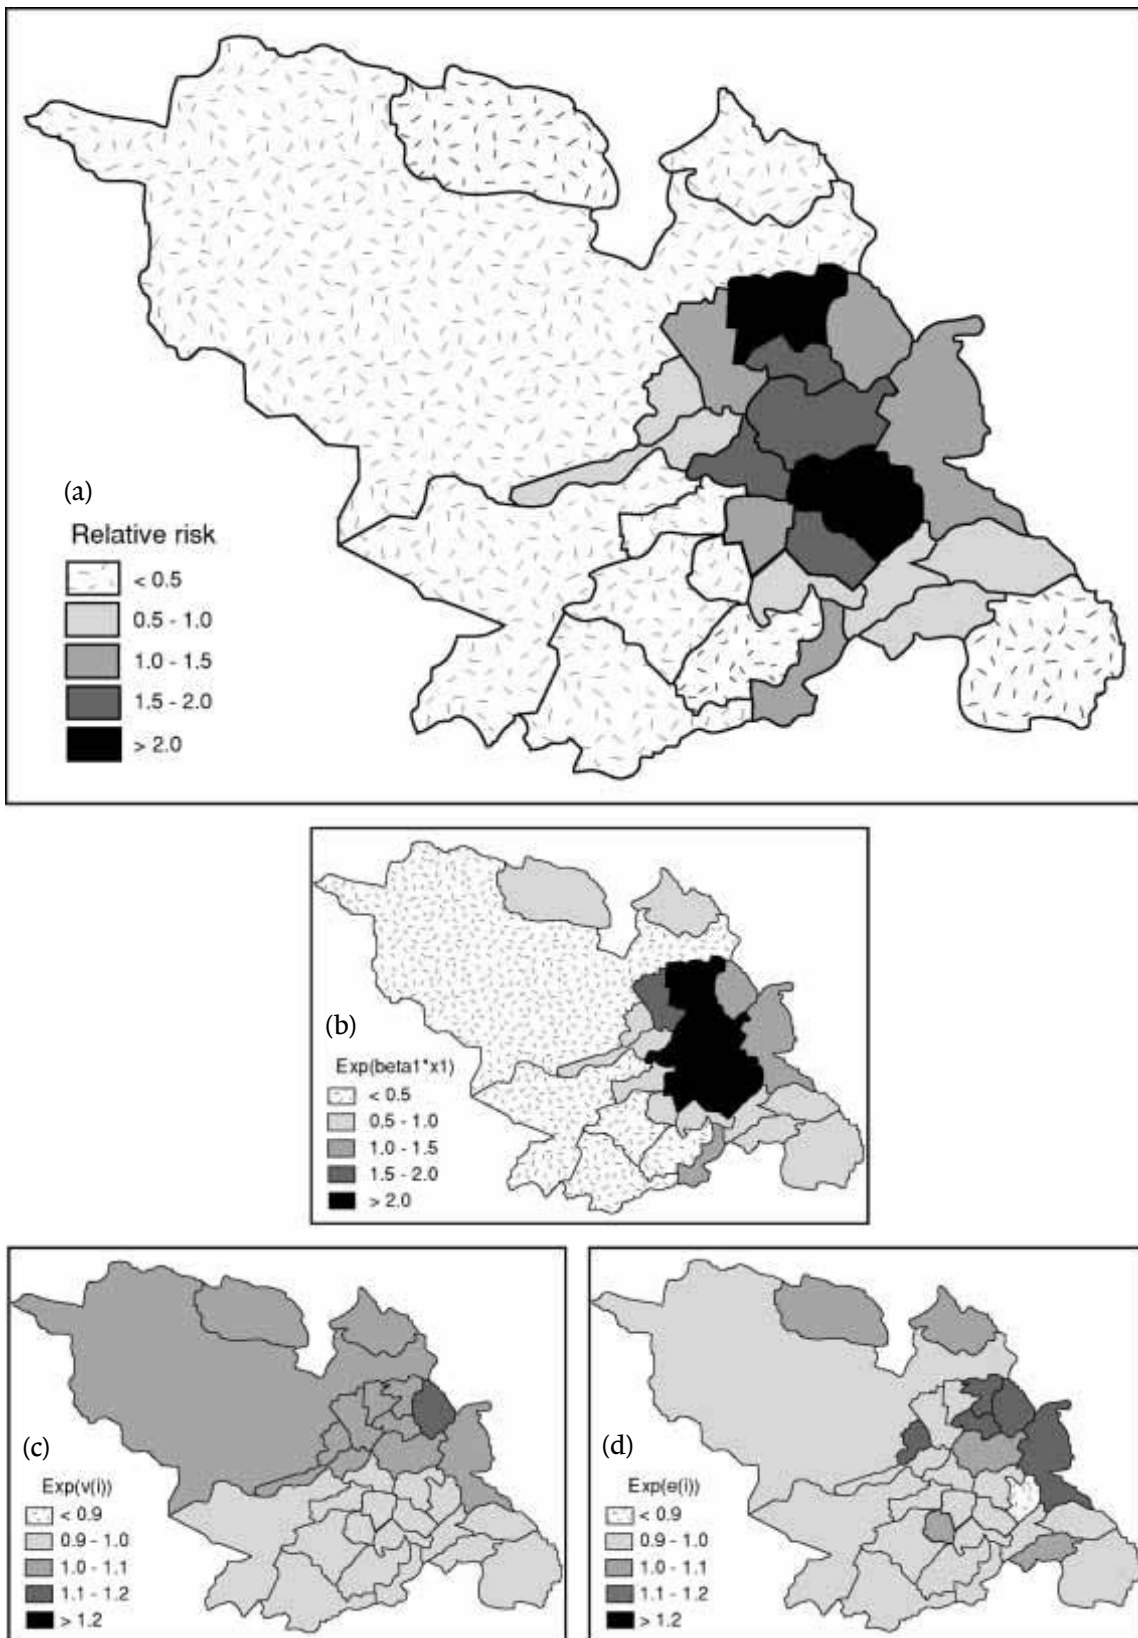 (a)
Relative risk
< 0.5
0.5 - 1.0
1.0 - 1.5
1.5 - 2.0
> 2.0
(b)
Exp(beta1*x1)
< 0.5
0.5 - 1.0
1.0 - 1.5
1.5 - 2.0
> 2.0
(c)
Exp(v(i))
< 0.9
0.9 - 1.0
1.0 - 1.1
1.1 - 1.2
> 1.2
(d)
Exp(e(i))
< 0.9
0.9 - 1.0
1.0 - 1.1
1.1 - 1.2
> 1.2